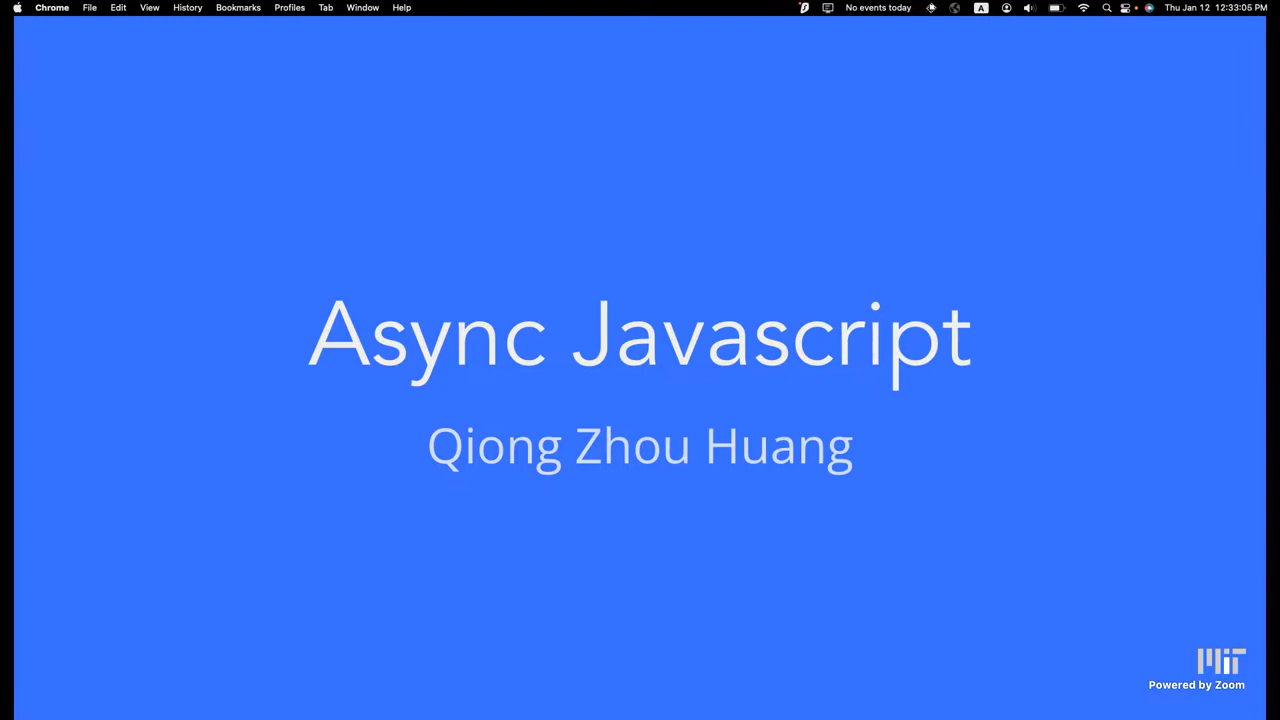 Chrome File Edit View History Bookmarks Profiles Tab Window Help No events today A Thu Jan 12 12:33:05 PM
Async Javascript
Qiong Zhou Huang
MIT
Powered by Zoom